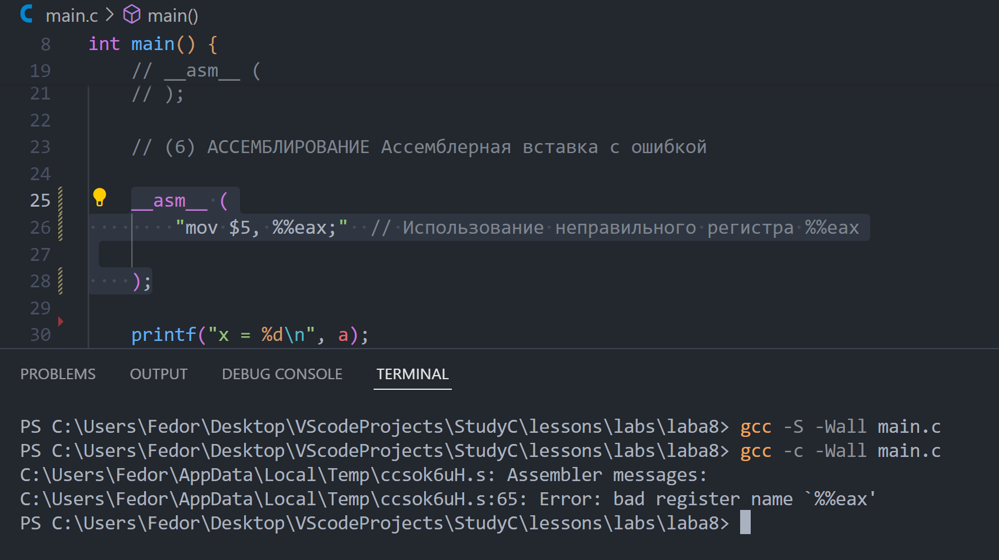 main.c > main()
8 int main() {
19 // __asm__ (
21 // );
22
23 // (6) АССЕМБЛИРОВАНИЕ Ассемблерная вставка с ошибкой
24
25 __asm__ (
26 "mov $5, %%eax;" // Использование неправильного регистра %%eax
27
28 );
29
30 printf("x = %d\n", a);
PROBLEMS OUTPUT DEBUG CONSOLE TERMINAL
PS C:\Users\Fedor\Desktop\VScodeProjects\StudyC\lessons\labs\laba8> gcc -S -Wall main.c
PS C:\Users\Fedor\Desktop\VScodeProjects\StudyC\lessons\labs\laba8> gcc -c -Wall main.c
C:\Users\Fedor\AppData\Local\Temp\ccsok6uH.s: Assembler messages:
C:\Users\Fedor\AppData\Local\Temp\ccsok6uH.s:65: Error: bad register name `%%eax'
PS C:\Users\Fedor\Desktop\VScodeProjects\StudyC\lessons\labs\laba8>